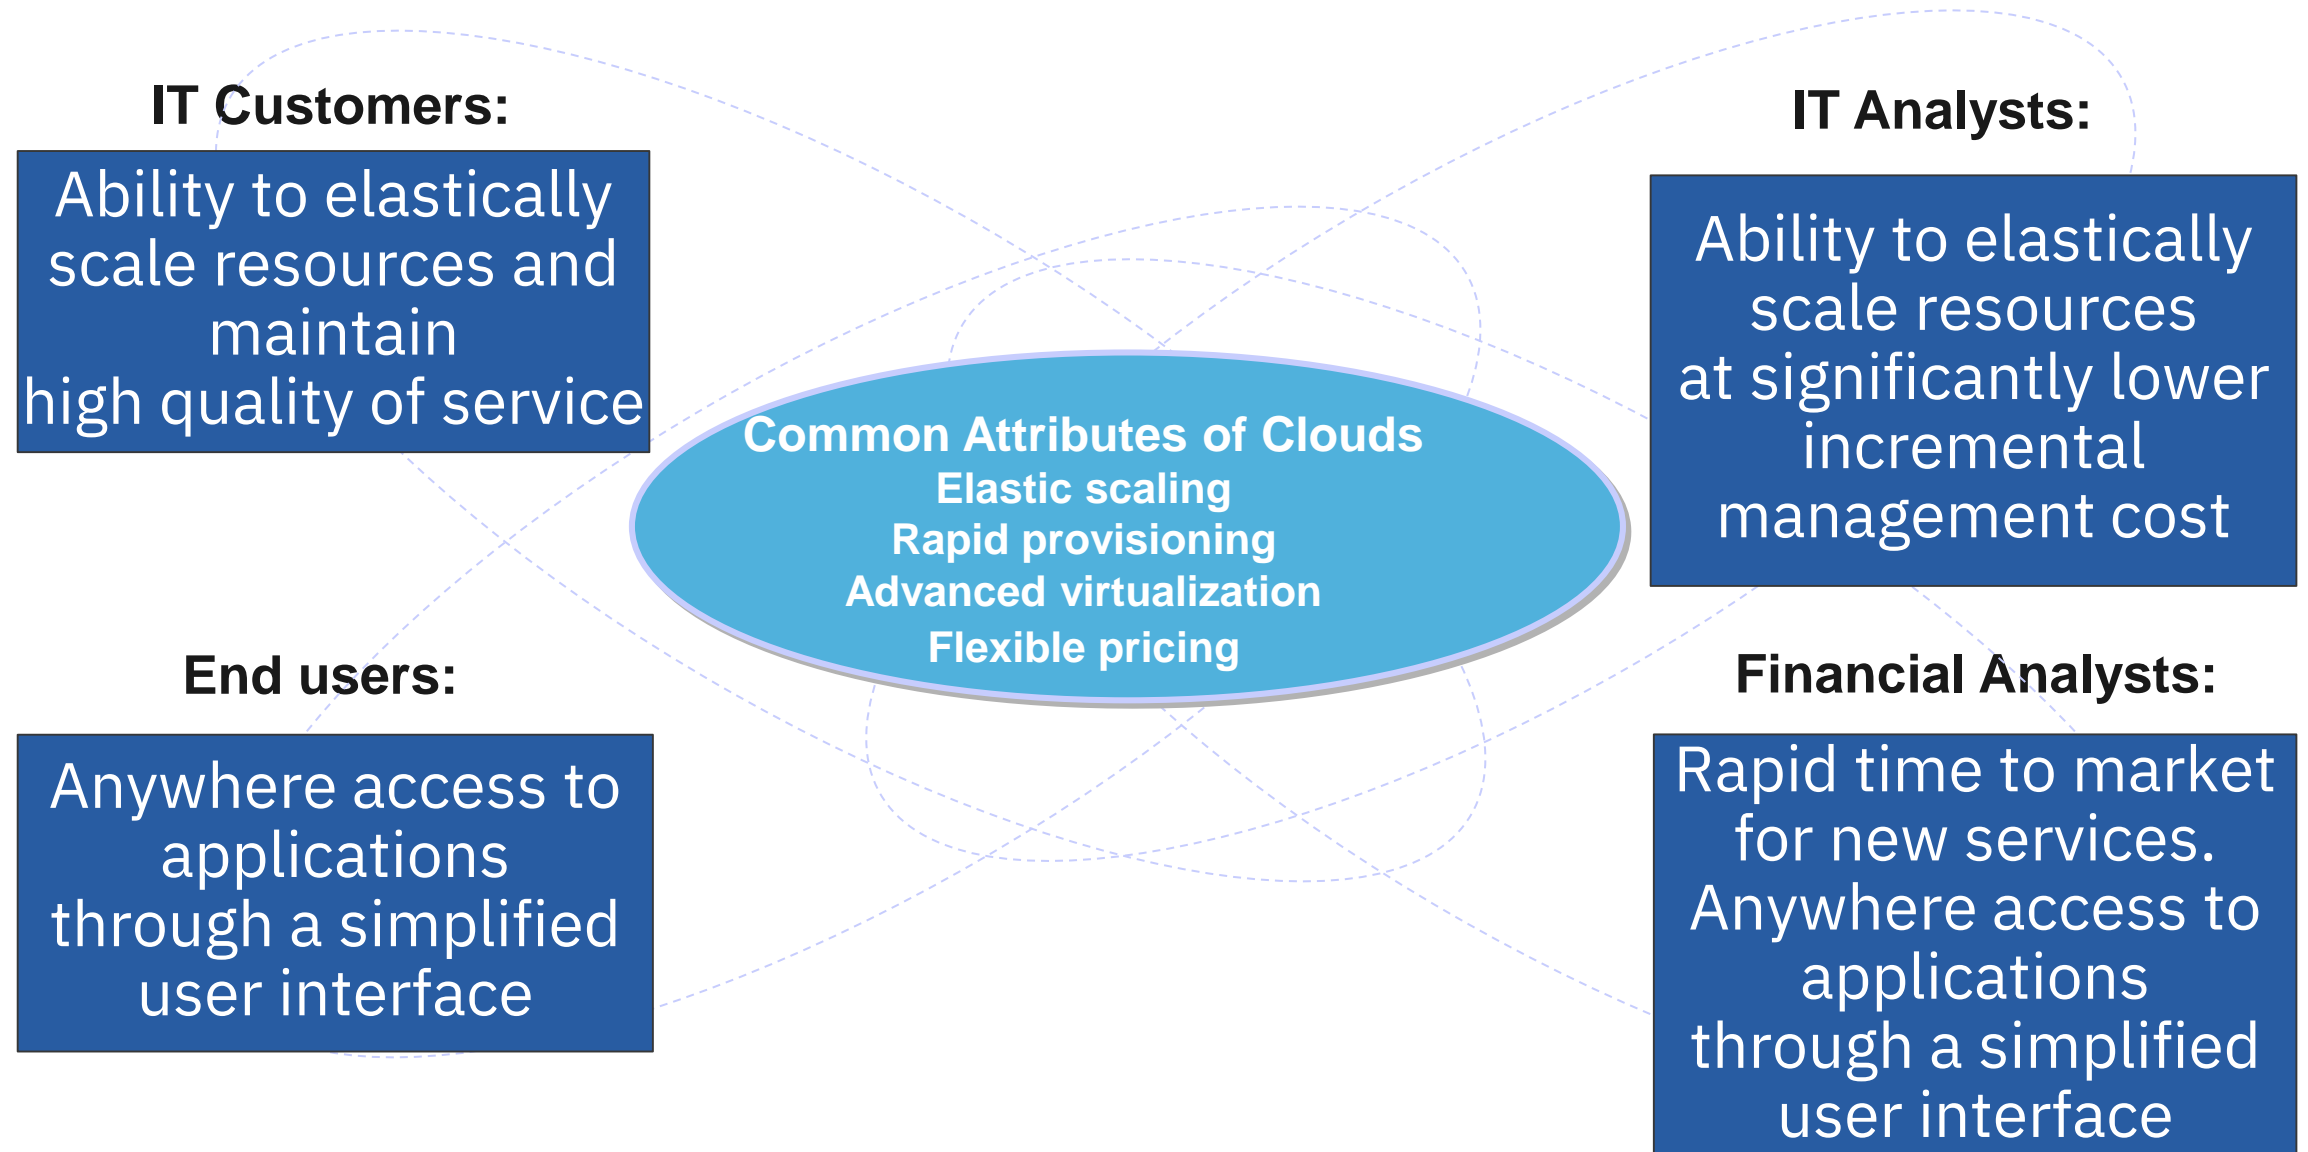 IT Customers:
Ability to elastically
scale resources and
maintain
high quality of service
IT Analysts:
Ability to elastically
scale resources
at significantly lower
incremental
management cost
Common Attributes of Clouds
Elastic scaling
Rapid provisioning
Advanced virtualization
Flexible pricing
End users:
Anywhere access to
applications
through a simplified
user interface
Financial Analysts:
Rapid time to market
for new services.
Anywhere access to
applications
through a simplified
user interface